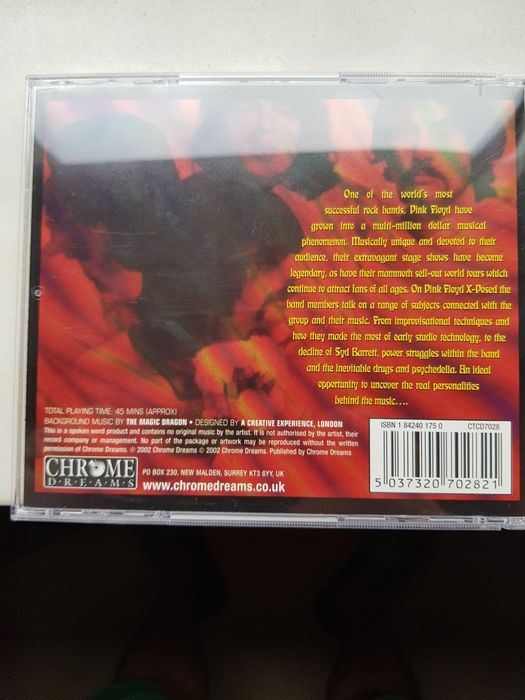 One of the world's most
successful rock bands, Pink Floyd have
grown into a multi-million dollar musical
phenomenon. Musically unique and devoted to their
audience, their extravagant stage shows have become
legendary, as have their mammoth sell-out world tours which
continue to attract fans of all ages. On Pink Floyd X-Posed the
band members talk on a range of subjects connected with the
group and their music. From improvisational techniques and
how they made the most of early studio technology, to the
decline of Syd Barrett, power struggles within the band
and the inevitable drugs and psychedelia. An ideal
opportunity to uncover the real personalities
behind the music....
TOTAL PLAYING TIME: 45 MINS (APPROX)
BACKGROUND MUSIC BY THE MAGIC DRAGON • DESIGNED BY A CREATIVE EXPERIENCE, LONDON
This is a spoken word product and contains no original music by the artist. It is not authorised by the artist, their
record company or management. No part of the package or artwork may be reproduced without the written
permission of Chrome Dreams. ℗ 2002 Chrome Dreams. © 2002 Chrome Dreams. Published by Chrome Dreams
CHROME
D·R·E·A·M·S
PO BOX 230, NEW MALDEN, SURREY KT3 6YY, UK
www.chromedreams.co.uk
ISBN 1 84240 175 0 CTCD7028
5 037320 702821